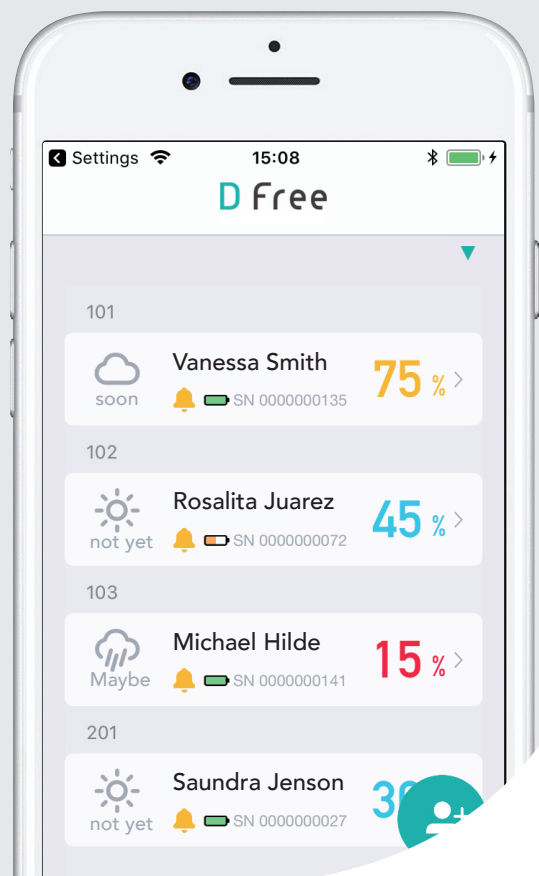 Settings 15:08
D Free
101
Vanessa Smith
75 %
soon
SN 0000000135
102
Rosalita Juarez
45 %
not yet
SN 0000000072
103
Michael Hilde
15 %
Maybe
SN 0000000141
201
Saundra Jenson
not yet
SN 0000000027